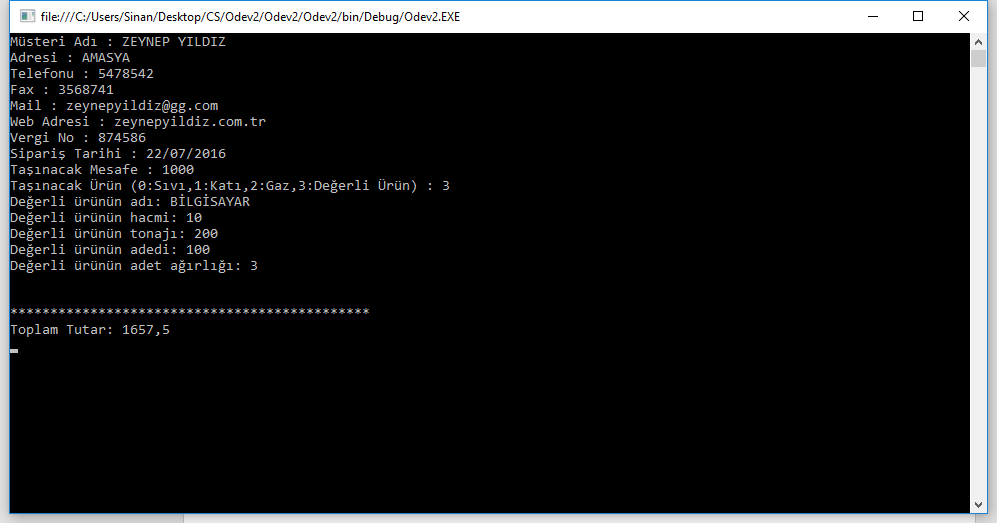 file:///C:/Users/Sinan/Desktop/CS/Odev2/Odev2/Odev2/bin/Debug/Odev2.EXE
Müsteri Adı : ZEYNEP YILDIZ
Adresi : AMASYA
Telefonu : 5478542
Fax : 3568741
Mail : zeynepyildiz@gg.com
Web Adresi : zeynepyildiz.com.tr
Vergi No : 874586
Sipariş Tarihi : 22/07/2016
Taşınacak Mesafe : 1000
Taşınacak Ürün (0:Sıvı,1:Katı,2:Gaz,3:Değerli Ürün) : 3
Değerli ürünün adı: BİLGİSAYAR
Değerli ürünün hacmi: 10
Değerli ürünün tonajı: 200
Değerli ürünün adedi: 100
Değerli ürünün adet ağırlığı: 3
*********************************************
Toplam Tutar: 1657,5